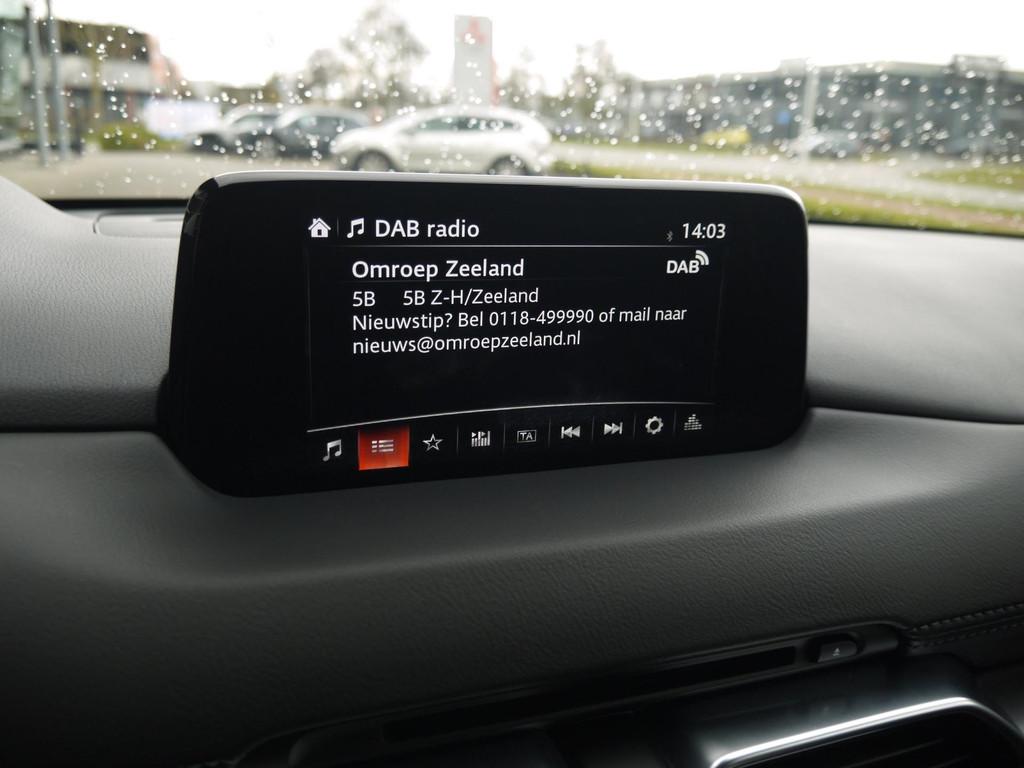 DAB radio 14:03
Omroep Zeeland DAB
5B 5B Z-H/Zeeland
Nieuwstip? Bel 0118-499990 of mail naar
nieuws@omroepzeeland.nl
TA